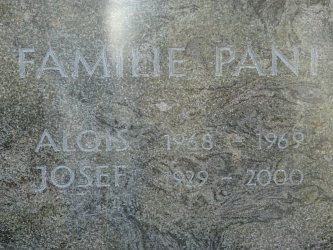 FAMILIE PANI
ALOIS 1968 - 1969
JOSEF 1929 - 2000